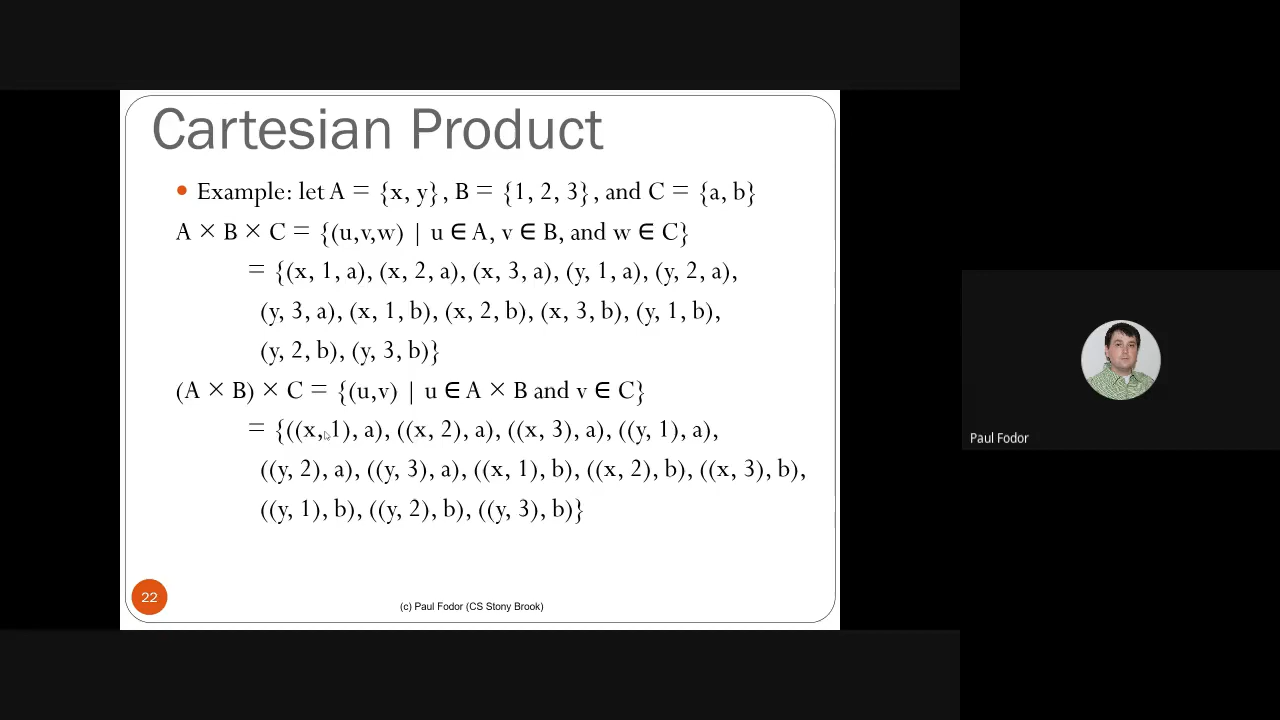 Cartesian Product
Example: let A = {x, y}, B = {1, 2, 3}, and C = {a, b}
A × B × C = {(u,v,w) | u ∈ A, v ∈ B, and w ∈ C}
= {(x, 1, a), (x, 2, a), (x, 3, a), (y, 1, a), (y, 2, a),
(y, 3, a), (x, 1, b), (x, 2, b), (x, 3, b), (y, 1, b),
(y, 2, b), (y, 3, b)}
(A × B) × C = {(u,v) | u ∈ A × B and v ∈ C}
= {((x, 1), a), ((x, 2), a), ((x, 3), a), ((y, 1), a),
((y, 2), a), ((y, 3), a), ((x, 1), b), ((x, 2), b), ((x, 3), b),
((y, 1), b), ((y, 2), b), ((y, 3), b)}
22
(c) Paul Fodor (CS Stony Brook)
Paul Fodor